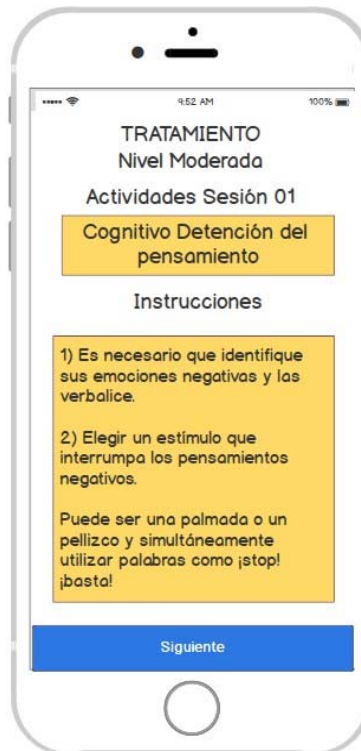 9:52 AM 100%
TRATAMIENTO
Nivel Moderada
Actividades Sesión 01
Cognitivo Detención del
pensamiento
Instrucciones
1) Es necesario que identifique
sus emociones negativas y las
verbalice.
2) Elegir un estímulo que
interrumpa los pensamientos
negativos.
Puede ser una palmada o un
pellizco y simultáneamente
utilizar palabras como ¡stop!
¡basta!
Siguiente